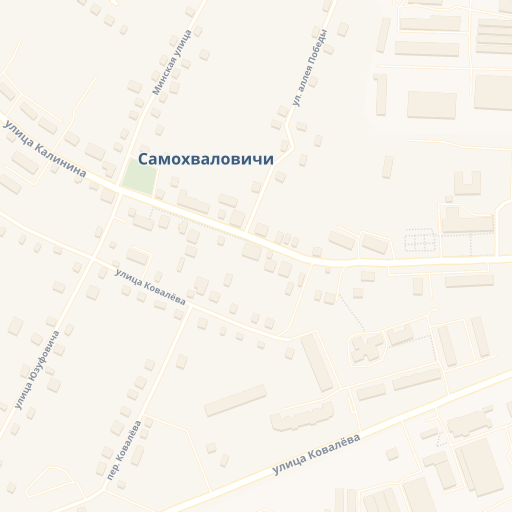 Минская улица
ул. аллея Победы
улица Калинина
Самохваловичи
улица Ковалёва
улица Юзуфовича
пер. Ковалёва
улица Ковалёва